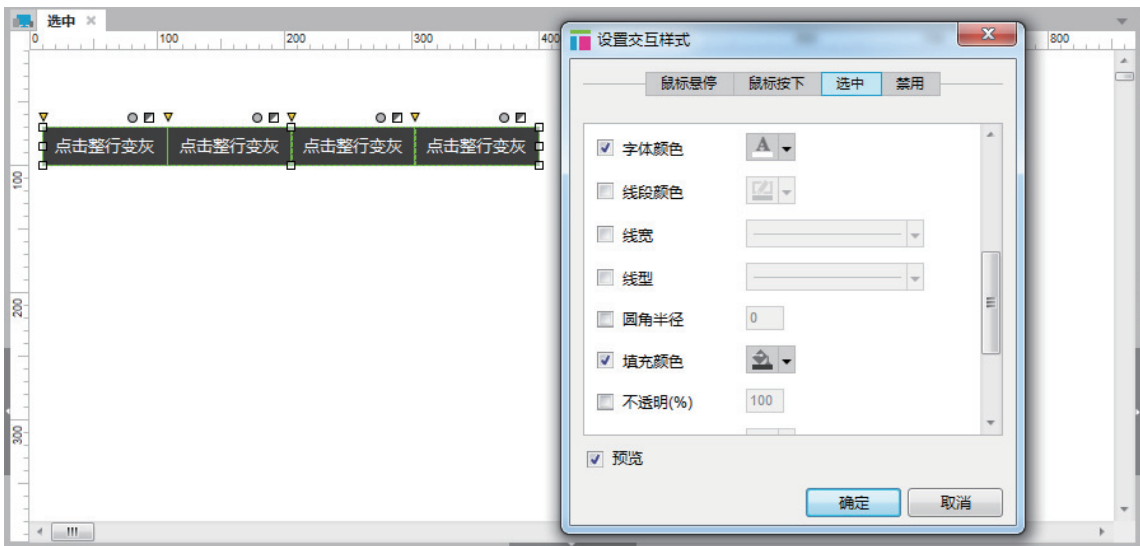 选中
0 100 200 300 400 800
100
200
300
点击整行变灰 点击整行变灰 点击整行变灰 点击整行变灰
设置交互样式
鼠标悬停 鼠标按下 选中 禁用
字体颜色 A
线段颜色
线宽
线型
圆角半径 0
填充颜色
不透明(%) 100
预览
确定 取消